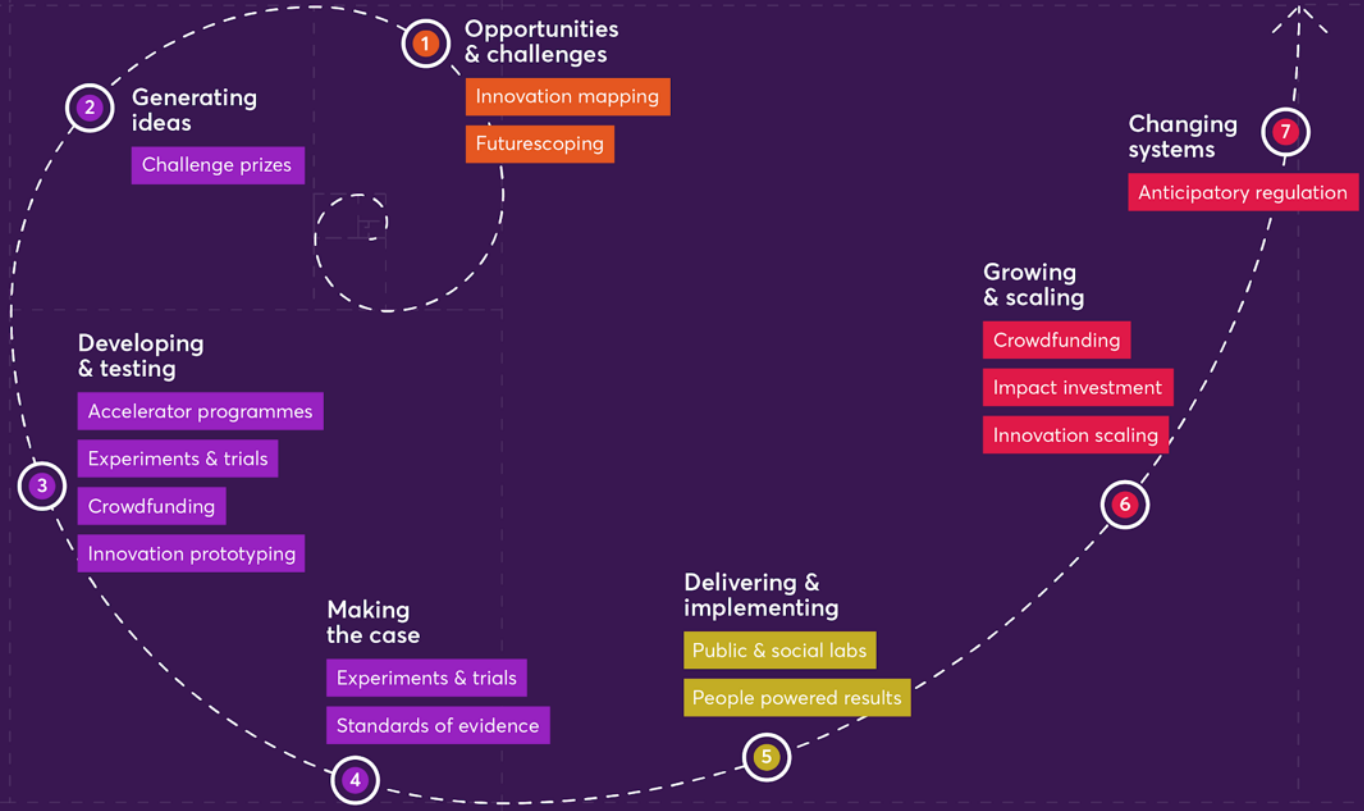 1
Opportunities
& challenges
Innovation mapping
Futurescoping
2
Generating
ideas
Challenge prizes
3
Developing
& testing
Accelerator programmes
Experiments & trials
Crowdfunding
Innovation prototyping
4
Making
the case
Experiments & trials
Standards of evidence
5
Delivering &
implementing
Public & social labs
People powered results
6
Growing
& scaling
Crowdfunding
Impact investment
Innovation scaling
7
Changing
systems
Anticipatory regulation